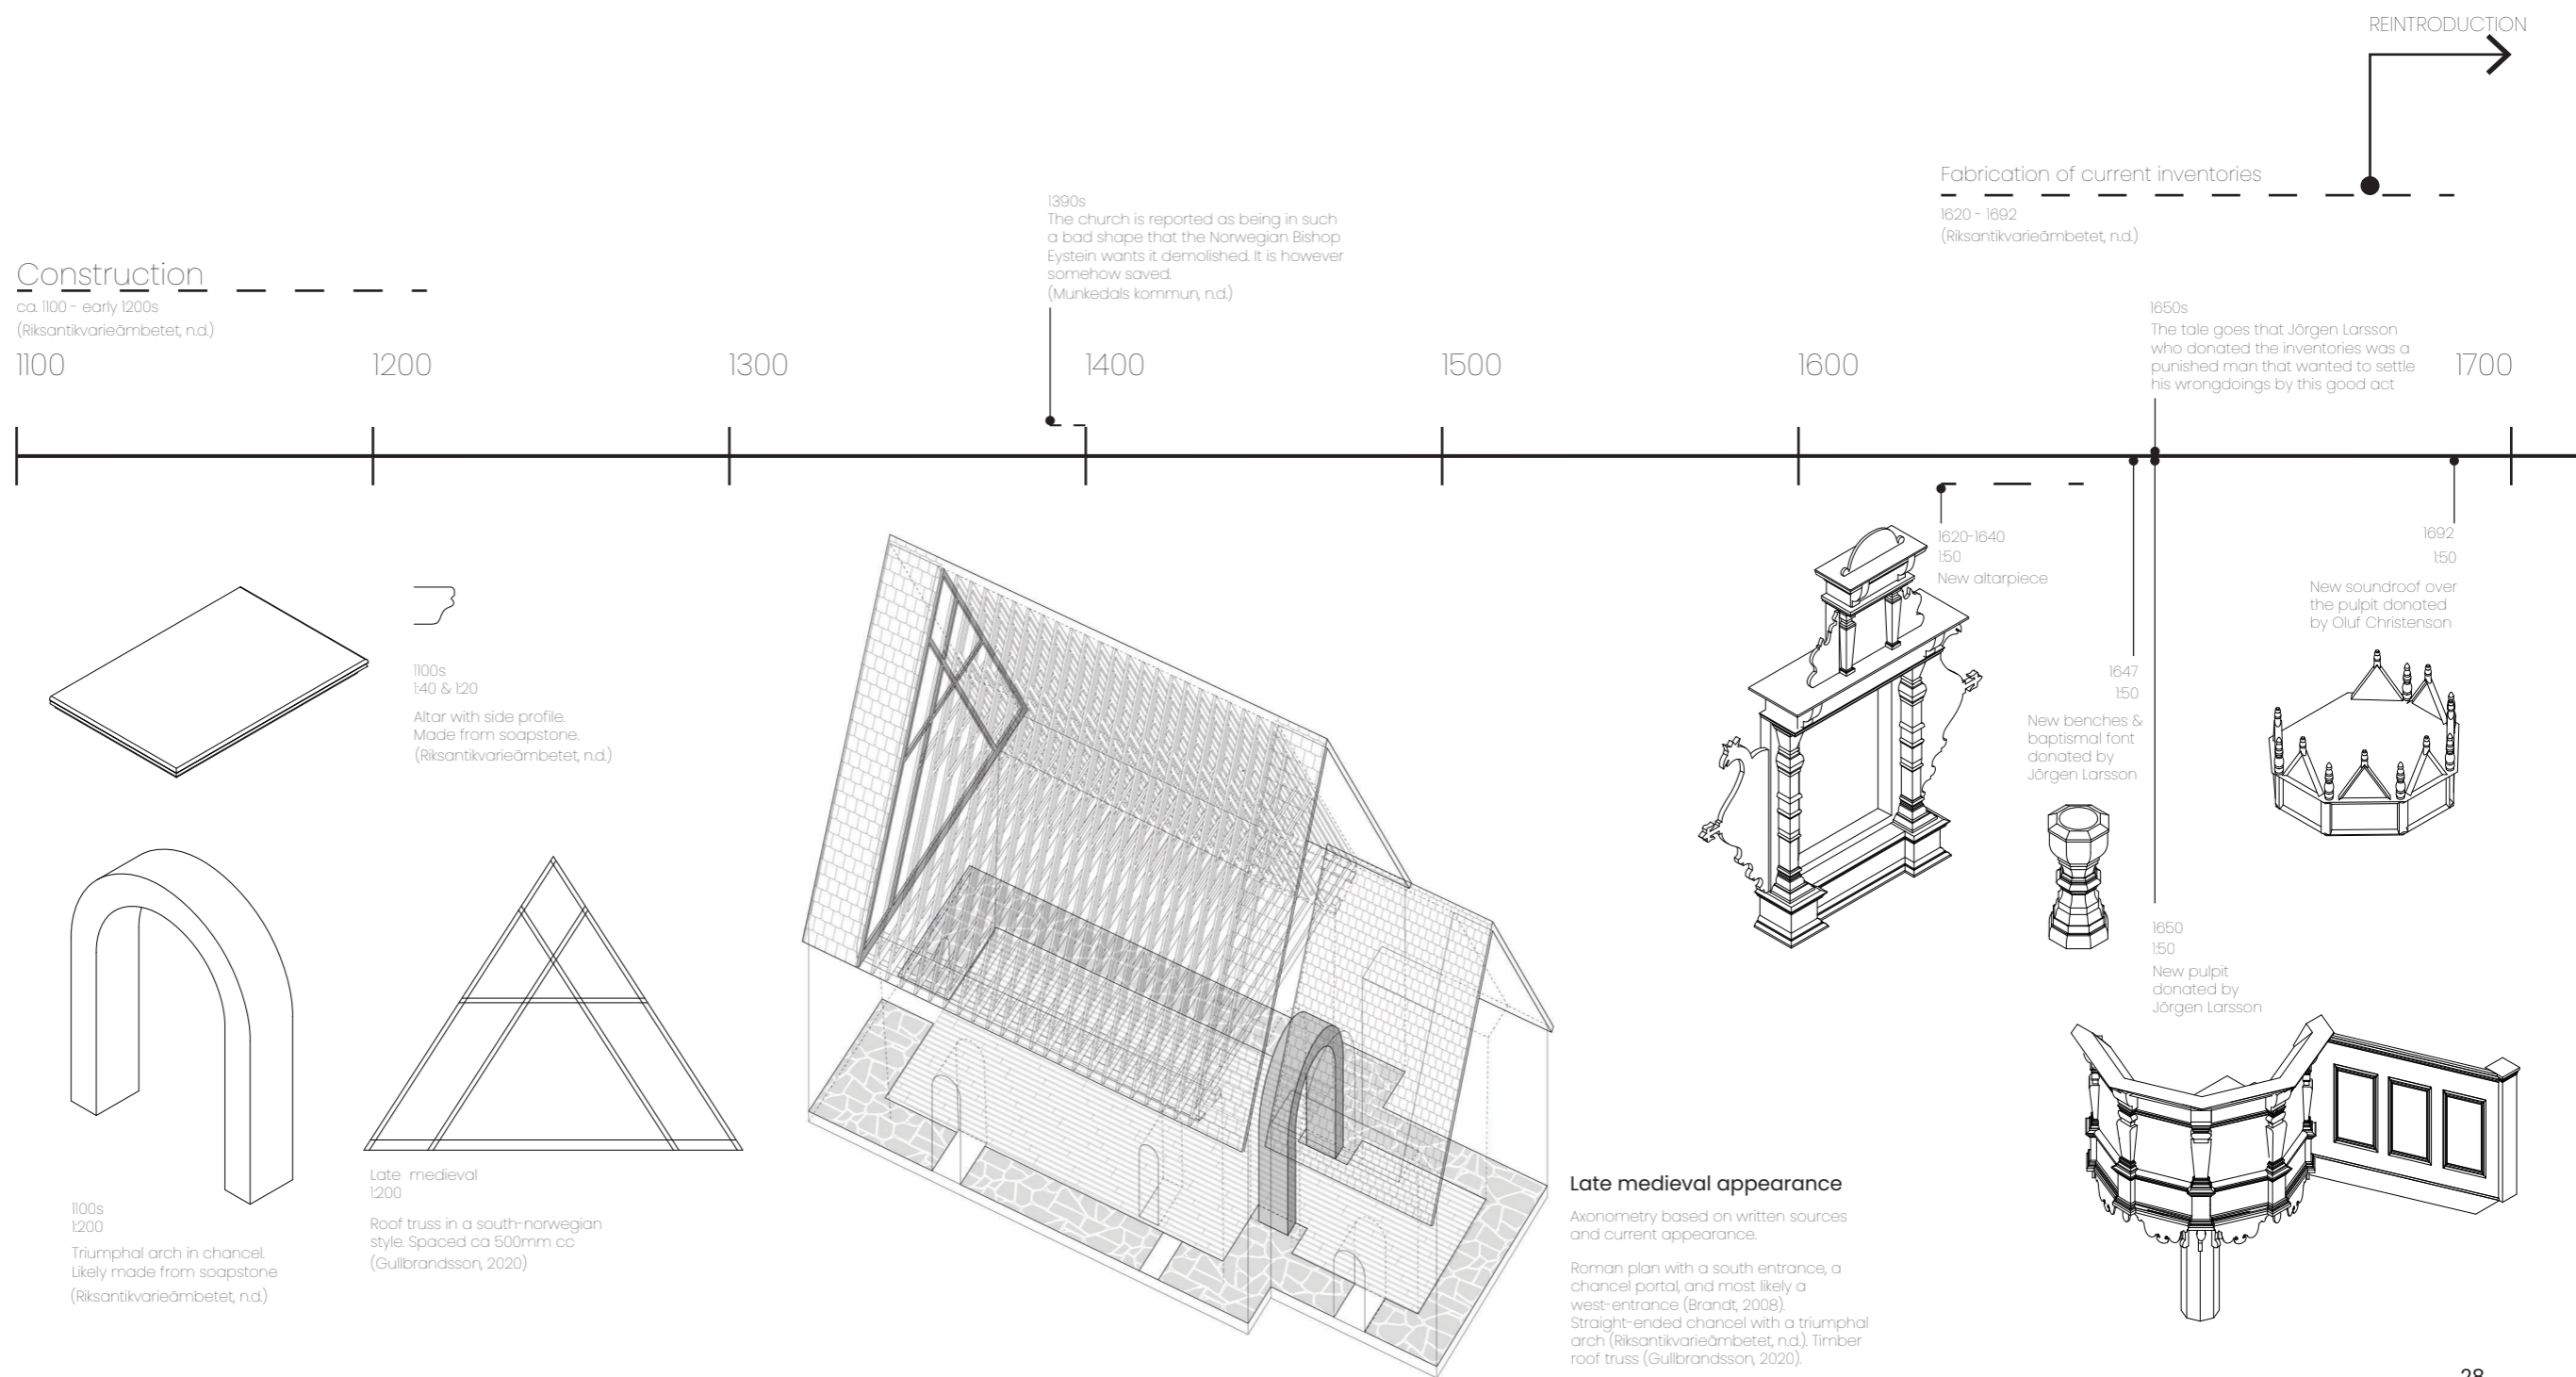 REINTRODUCTION
Fabrication of current inventories
1620 - 1692
(Riksantikvarieämbetet, n.d.)
1390s
The church is reported as being in such
a bad shape that the Norwegian Bishop
Eystein wants it demolished. It is however
somehow saved.
(Munkedals kommun, n.d.)
Construction
ca. 1100 - early 1200s
(Riksantikvarieämbetet, n.d.)
1650s
The tale goes that Jörgen Larsson
who donated the inventories was a
punished man that wanted to settle
his wrongdoings by this good act
1100
1200
1300
1400
1500
1600
1700
1100s
1:40 & 1:20
Altar with side profile.
Made from soapstone.
(Riksantikvarieämbetet, n.d.)
1100s
1:200
Triumphal arch in chancel.
Likely made from soapstone
(Riksantikvarieämbetet, n.d.)
Late medieval
1:200
Roof truss in a south-norwegian
style. Spaced ca 500mm cc
(Gullbrandsson, 2020)
Late medieval appearance
Axonometry based on written sources
and current appearance.
Roman plan with a south entrance, a
chancel portal, and most likely a
west-entrance (Brandt, 2008).
Straight-ended chancel with a triumphal
arch (Riksantikvarieämbetet, n.d.). Timber
roof truss (Gullbrandsson, 2020).
1620-1640
1:50
New altarpiece
1647
1:50
New benches &
baptismal font
donated by
Jörgen Larsson
1650
1:50
New pulpit
donated by
Jörgen Larsson
1692
1:50
New soundroof over
the pulpit donated
by Oluf Christenson
28